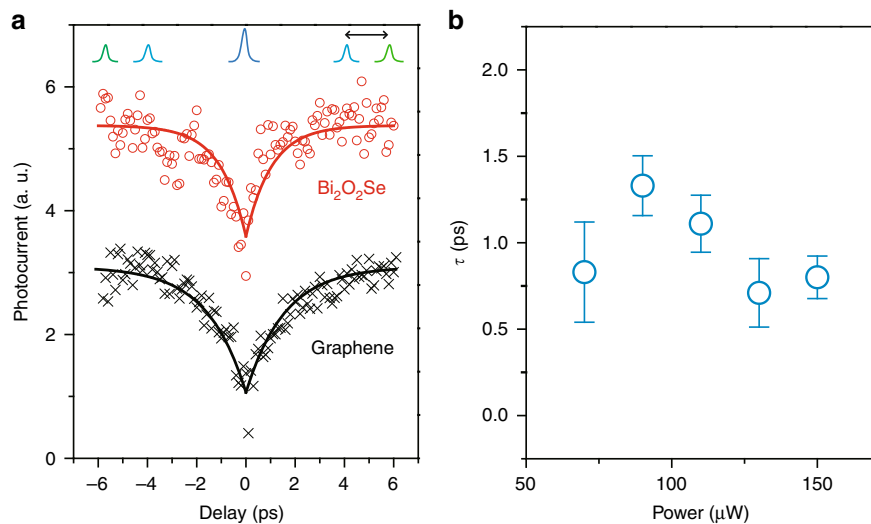 a
b
6
4
2
0
Photocurrent (a. u.)
Bi₂O₂Se
Graphene
−6 −4 −2 0 2 4 6
Delay (ps)
2.0
1.5
1.0
0.5
0.0
τ (ps)
50 100 150
Power (μW)